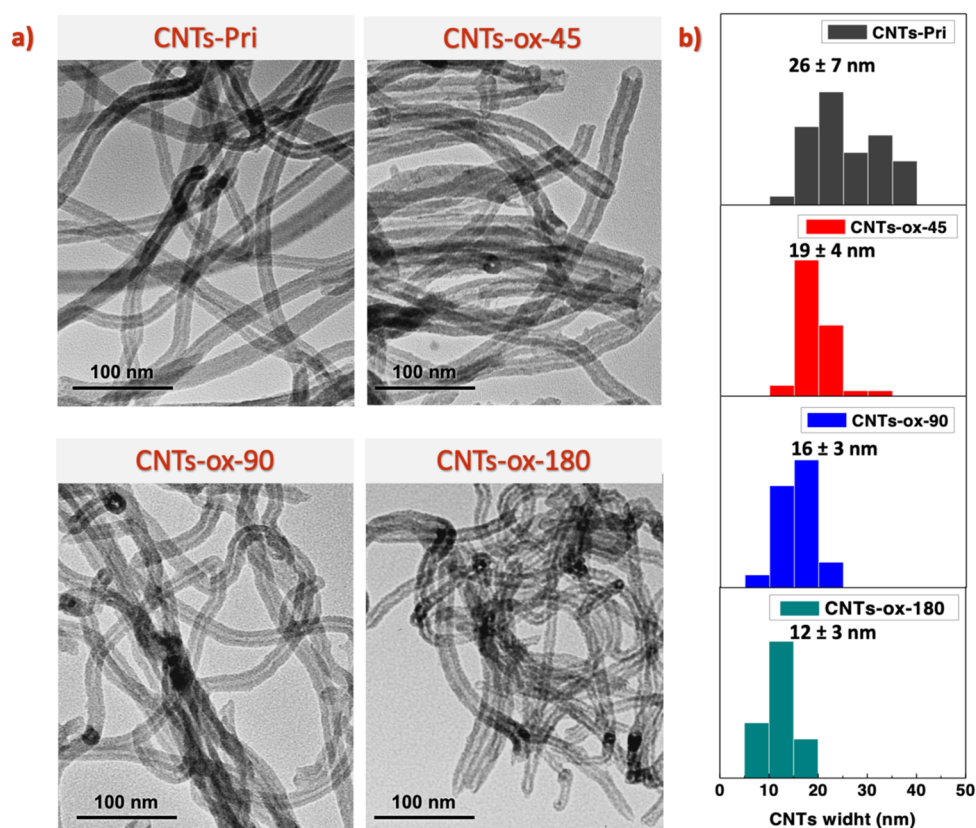 a)
CNTs-Pri
CNTs-ox-45
100 nm
100 nm
CNTs-ox-90
CNTs-ox-180
100 nm
100 nm
b)
CNTs-Pri
26 ± 7 nm
CNTs-ox-45
19 ± 4 nm
CNTs-ox-90
16 ± 3 nm
CNTs-ox-180
12 ± 3 nm
0 10 20 30 40 50
CNTs widht (nm)